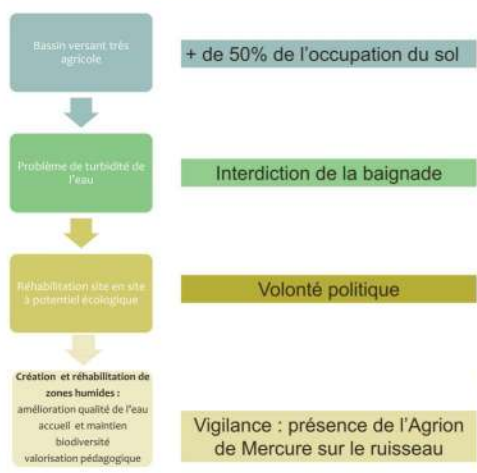 Bassin versant très
agricole
+ de 50% de l'occupation du sol
Problème de turbidité de
l'eau
Interdiction de la baignade
Réhabilitation site en site
à potentiel écologique
Volonté politique
Création et réhabilitation de
zones humides :
amélioration qualité de l'eau
accueil et maintien
biodiversité
valorisation pédagogique
Vigilance : présence de l'Agrion
de Mercure sur le ruisseau